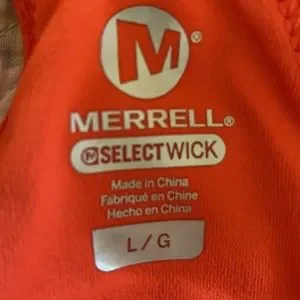 M®
MERRELL®
M SELECT WICK
Made in China
Fabriqué en Chine
Hecho en China
L / G